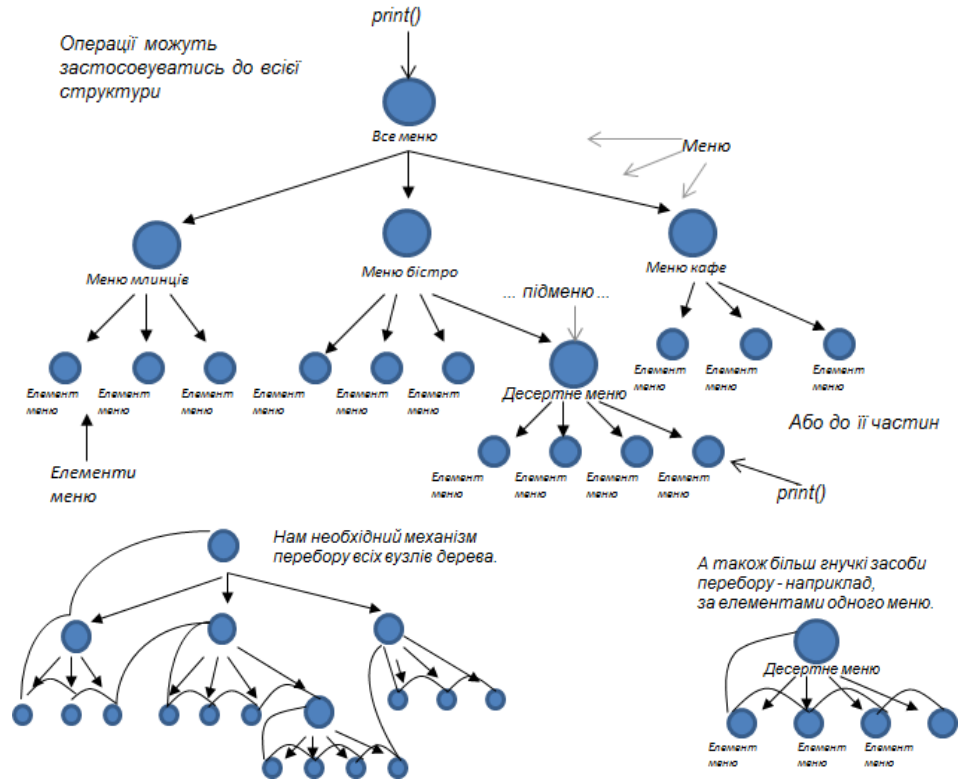 print()
Операції можуть
застосовуватись до всієї
структури
Все меню
Меню
Меню млинців
Меню бістро
Меню кафе
... підменю ...
Елемент
меню
Елемент
меню
Елемент
меню
Елемент
меню
Елемент
меню
Елемент
меню
Десертне меню
Елемент
меню
Елемент
меню
Елемент
меню
Або до її частин
Елементи
меню
Елемент
меню
Елемент
меню
Елемент
меню
Елемент
меню
print()
Нам необхідний механізм
перебору всіх вузлів дерева.
А також більш гнучкі засоби
перебору - наприклад,
за елементами одного меню.
Десертне меню
Елемент
меню
Елемент
меню
Елемент
меню